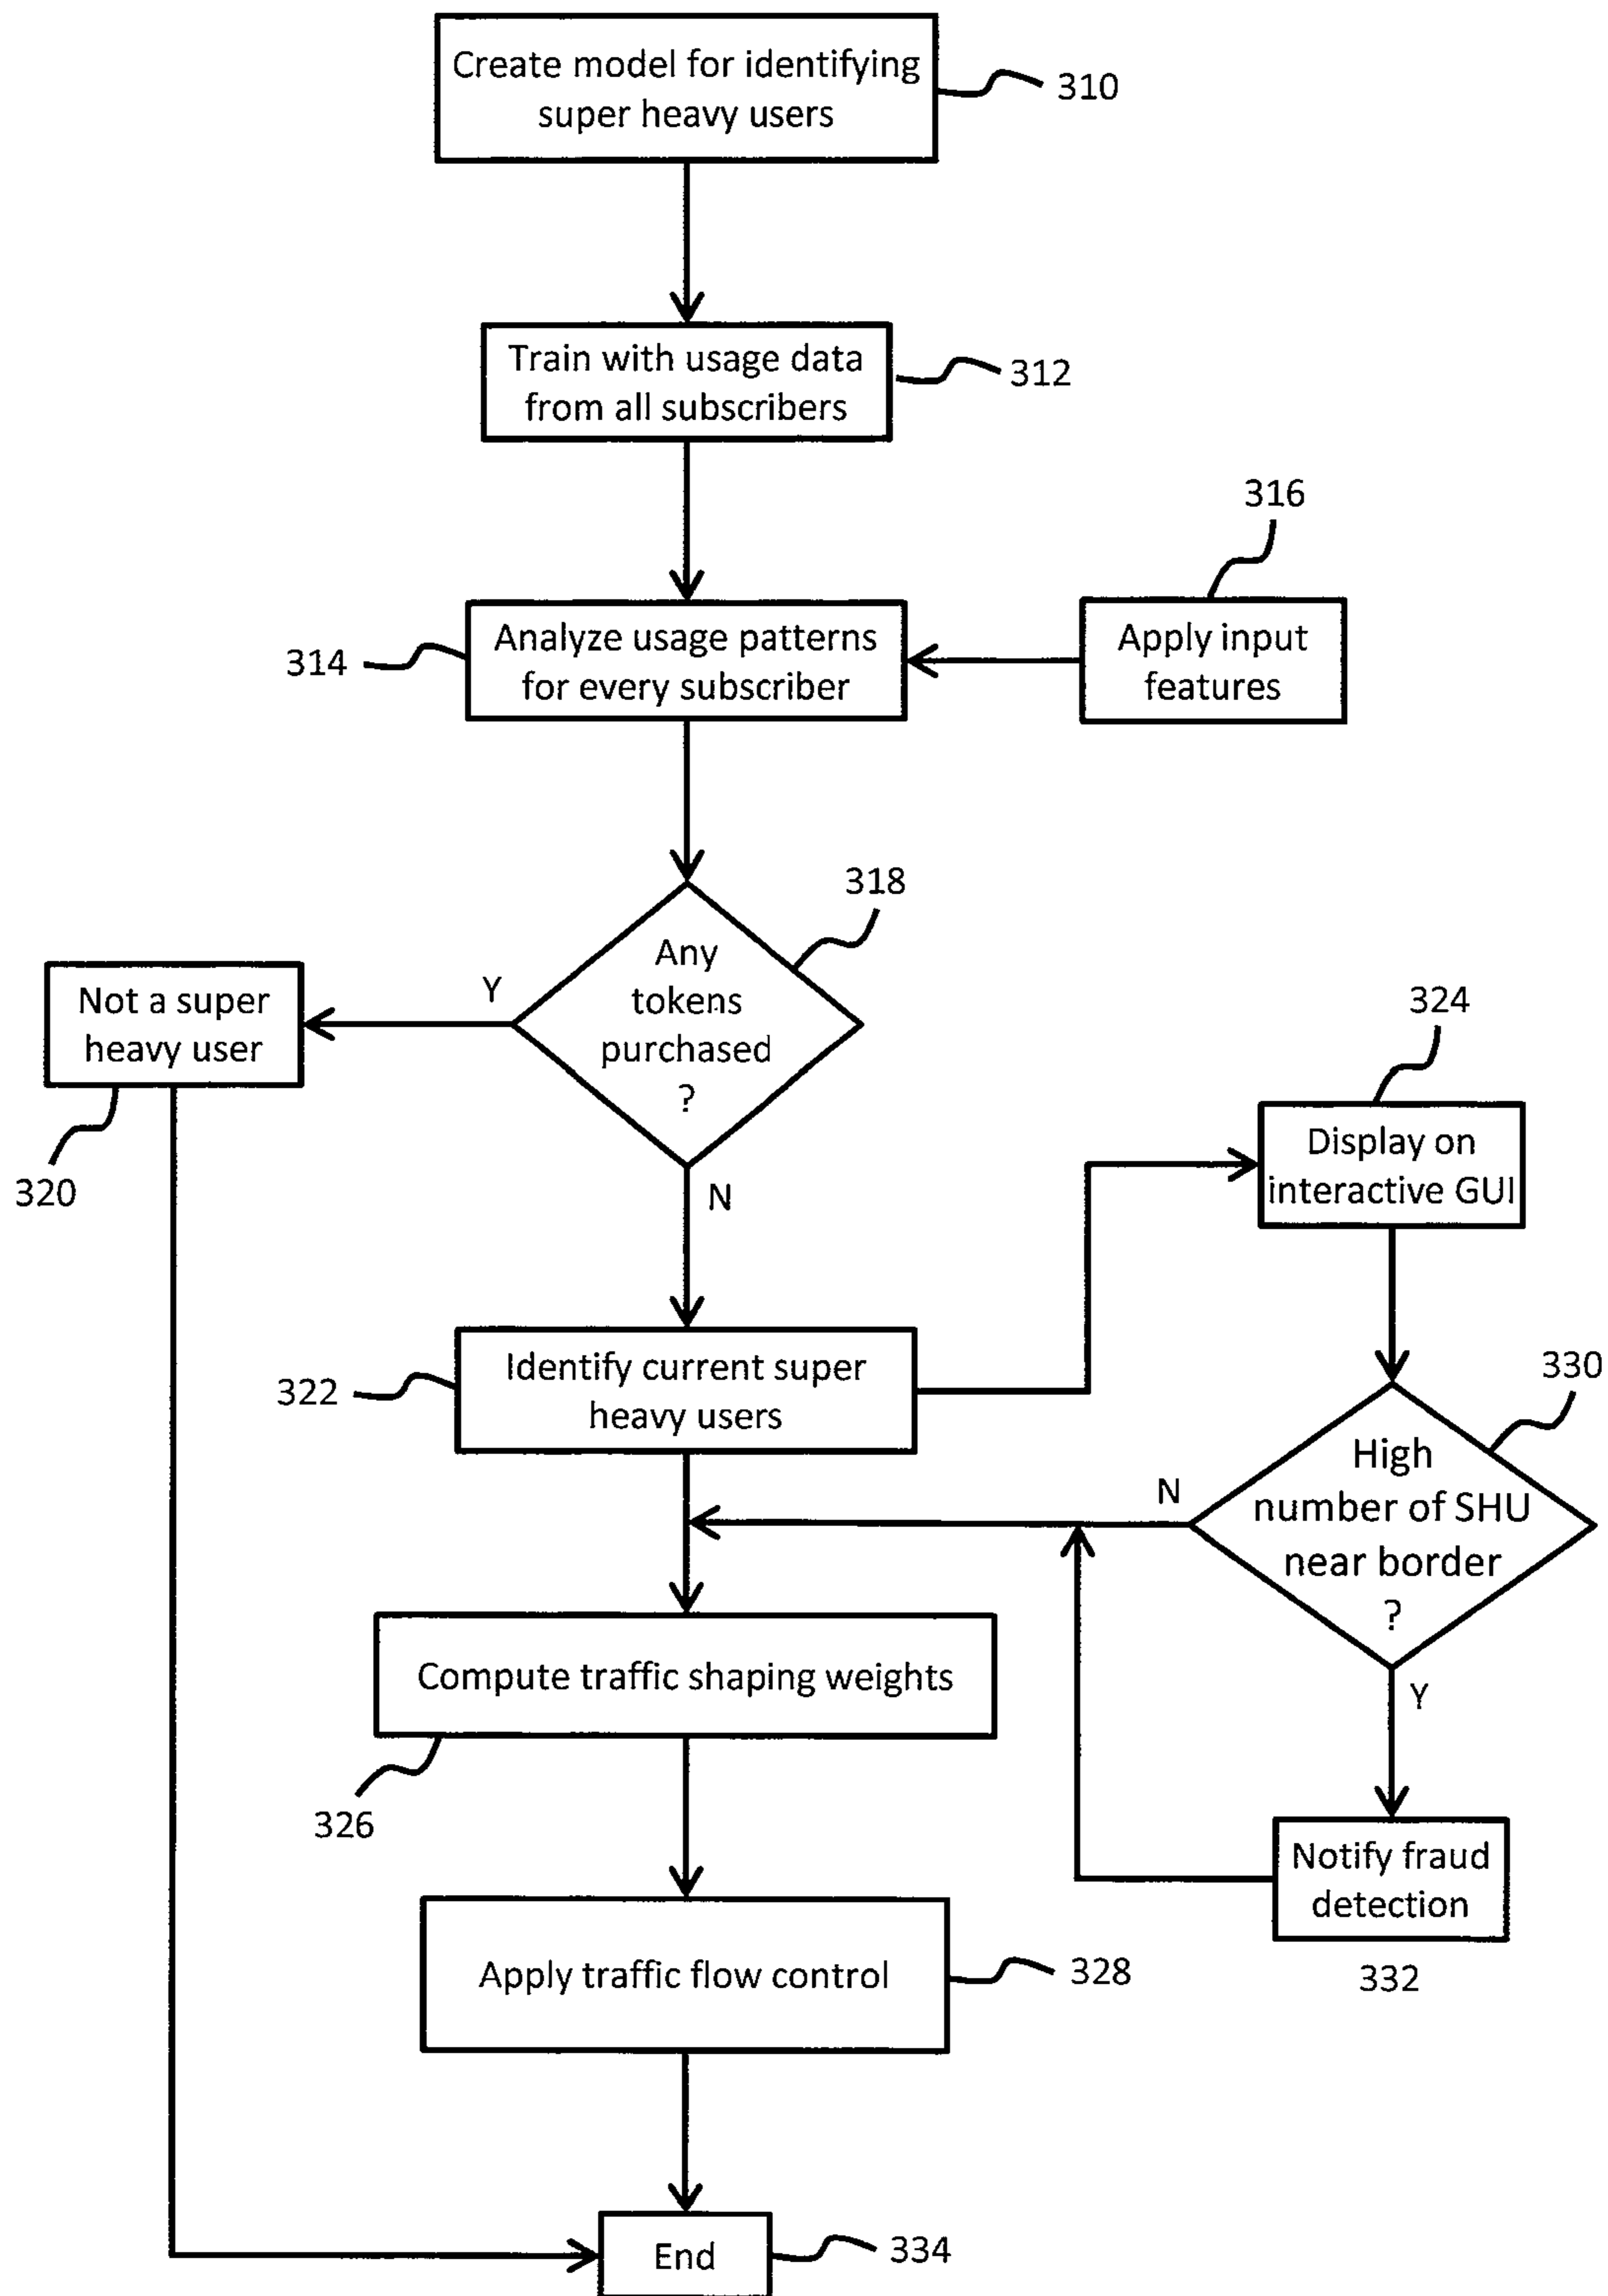 Create model for identifying
super heavy users
310
Train with usage data
from all subscribers
312
316
Analyze usage patterns
for every subscriber
314
Apply input
features
318
Any
tokens
purchased
?
Y
Not a super
heavy user
320
N
324
Display on
interactive GUI
Identify current super
heavy users
322
330
High
number of SHU
near border
?
N
Y
Compute traffic shaping weights
326
Notify fraud
detection
332
Apply traffic flow control
328
End
334